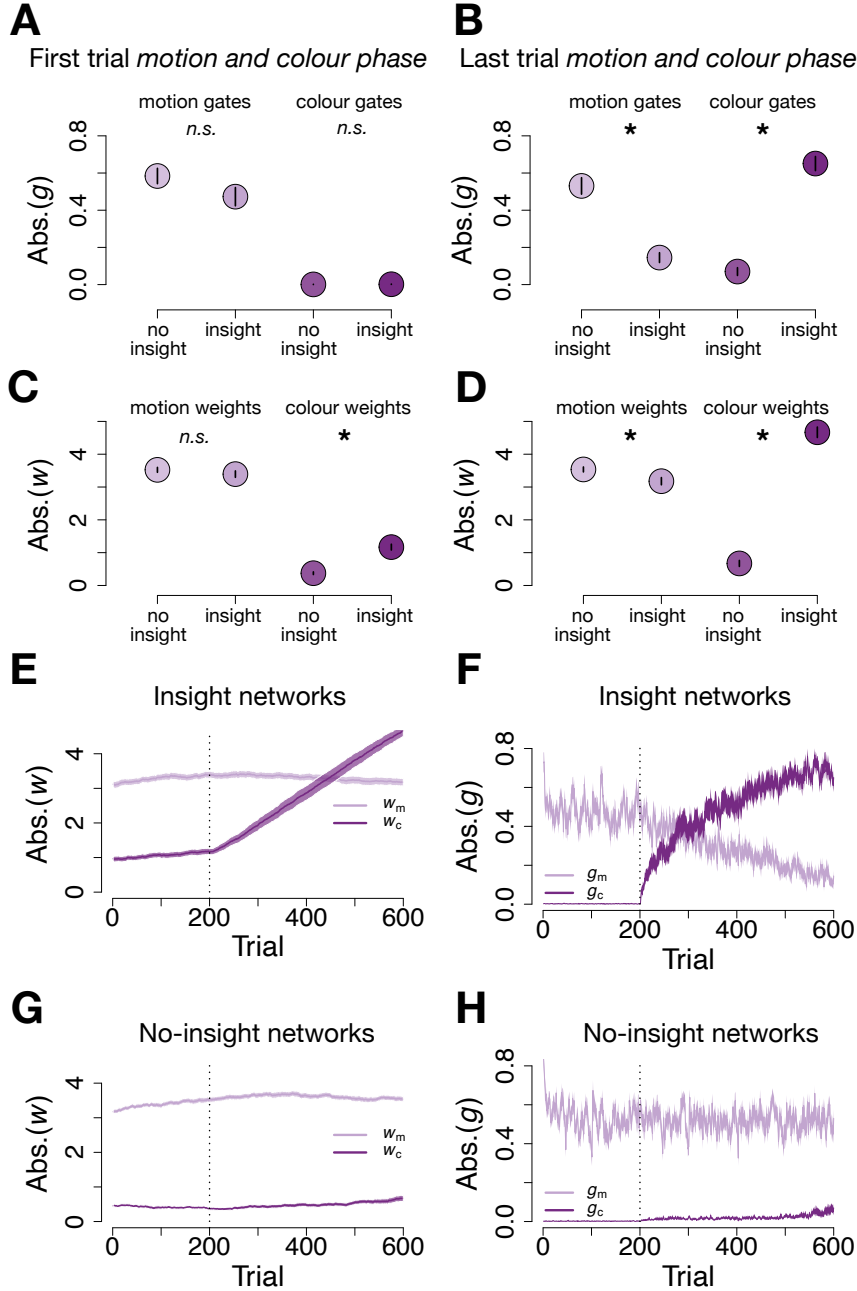 A
First trial motion and colour phase
motion gates
colour gates
n.s.
n.s.
Abs.(g)
0.8
0.4
0.0
no insight
insight
no insight
insight
B
Last trial motion and colour phase
motion gates
colour gates
*
*
Abs.(g)
0.8
0.4
0.0
no insight
insight
no insight
insight
C
motion weights
colour weights
n.s.
*
Abs.(w)
4
2
0
no insight
insight
no insight
insight
D
motion weights
colour weights
*
*
Abs.(w)
4
2
0
no insight
insight
no insight
insight
E
Insight networks
Abs.(w)
4
2
0
wm
wc
0
200
400
600
Trial
F
Insight networks
Abs.(g)
0.8
0.4
0.0
gm
gc
0
200
400
600
Trial
G
No-insight networks
Abs.(w)
4
2
0
wm
wc
0
200
400
600
Trial
H
No-insight networks
Abs.(g)
0.8
0.4
0.0
gm
gc
0
200
400
600
Trial